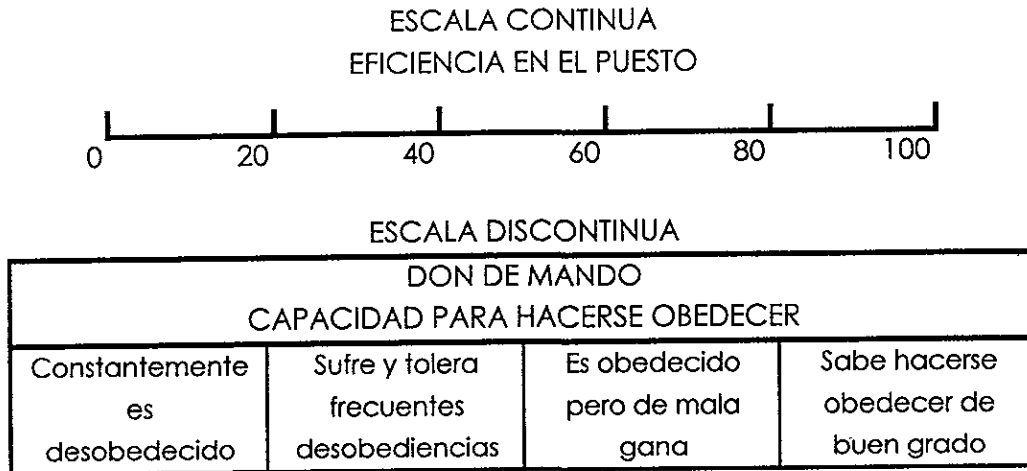 ESCALA CONTINUA
EFICIENCIA EN EL PUESTO
0 20 40 60 80 100
ESCALA DISCONTINUA
DON DE MANDO
CAPACIDAD PARA HACERSE OBEDECER
Constantemente es desobedecido
Sufre y tolera frecuentes desobediencias
Es obedecido pero de mala gana
Sabe hacerse obedecer de buen grado